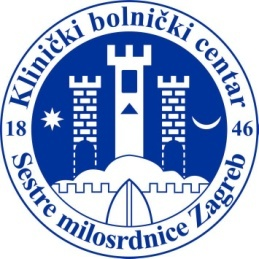 Klinički bolnički centar
18 46
Sestre milosrdnice Zagreb